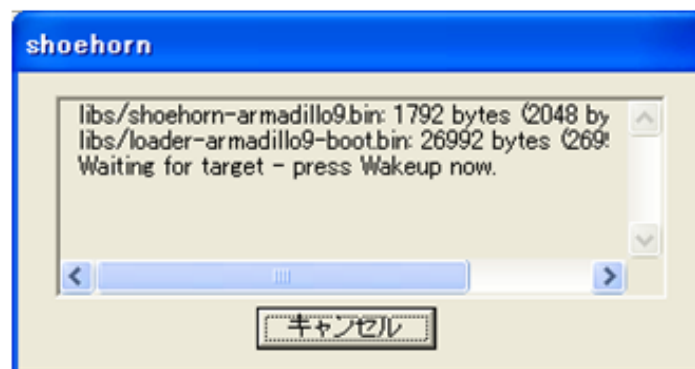 shoehorn
libs/shoehorn-armadillo9.bin: 1792 bytes (2048 by
libs/loader-armadillo9-boot.bin: 26992 bytes (269
Waiting for target - press Wakeup now.
キャンセル